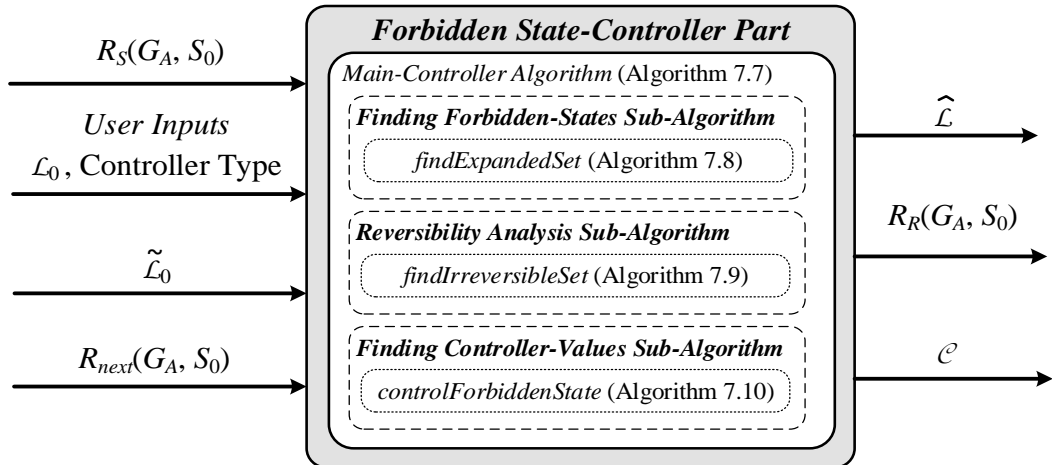 Forbidden State-Controller Part
R_S(G_A, S_0)
User Inputs
ℒ_0, Controller Type
ℒ̃_0
R_next(G_A, S_0)
Main-Controller Algorithm (Algorithm 7.7)
Finding Forbidden-States Sub-Algorithm
findExpandedSet (Algorithm 7.8)
Reversibility Analysis Sub-Algorithm
findIrreversibleSet (Algorithm 7.9)
Finding Controller-Values Sub-Algorithm
controlForbiddenState (Algorithm 7.10)
ℒ̂
R_R(G_A, S_0)
𝒞